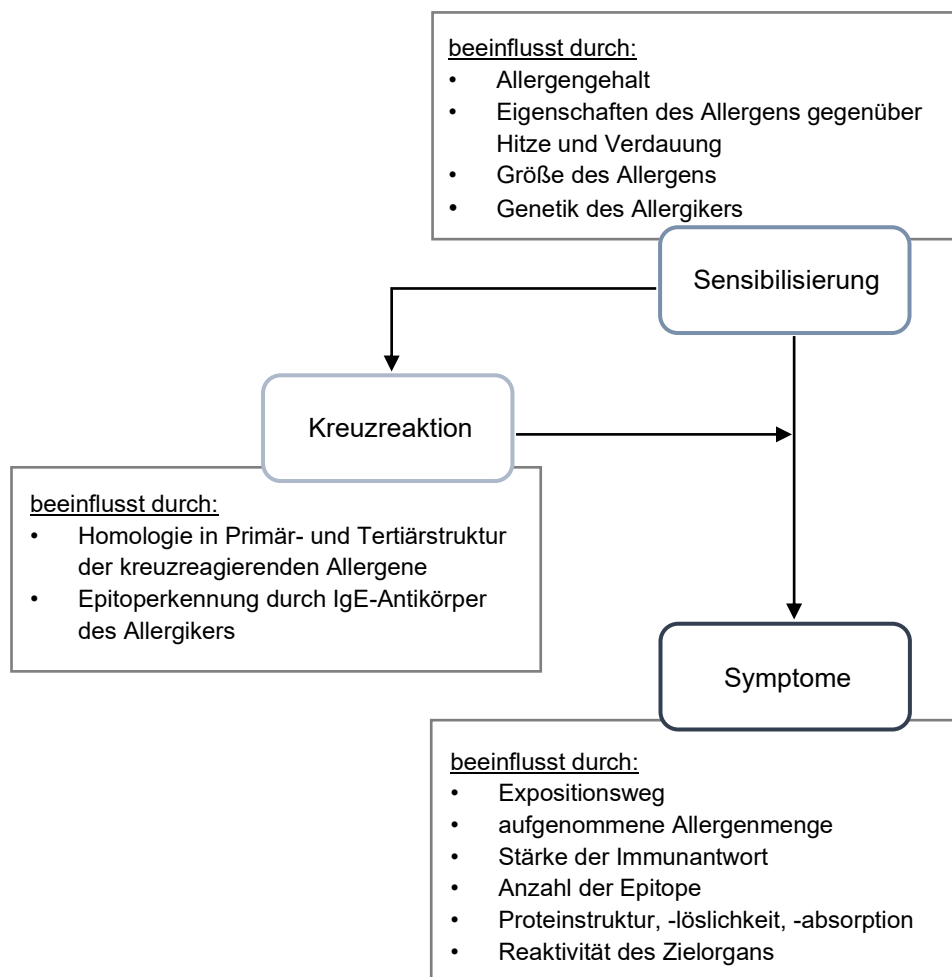 beeinflusst durch:
• Allergengehalt
• Eigenschaften des Allergens gegenüber
Hitze und Verdauung
• Größe des Allergens
• Genetik des Allergikers
Sensibilisierung
Kreuzreaktion
beeinflusst durch:
• Homologie in Primär- und Tertiärstruktur
der kreuzreagierenden Allergene
• Epitoperkennung durch IgE-Antikörper
des Allergikers
Symptome
beeinflusst durch:
• Expositionsweg
• aufgenommene Allergenmenge
• Stärke der Immunantwort
• Anzahl der Epitope
• Proteinstruktur, -löslichkeit, -absorption
• Reaktivität des Zielorgans